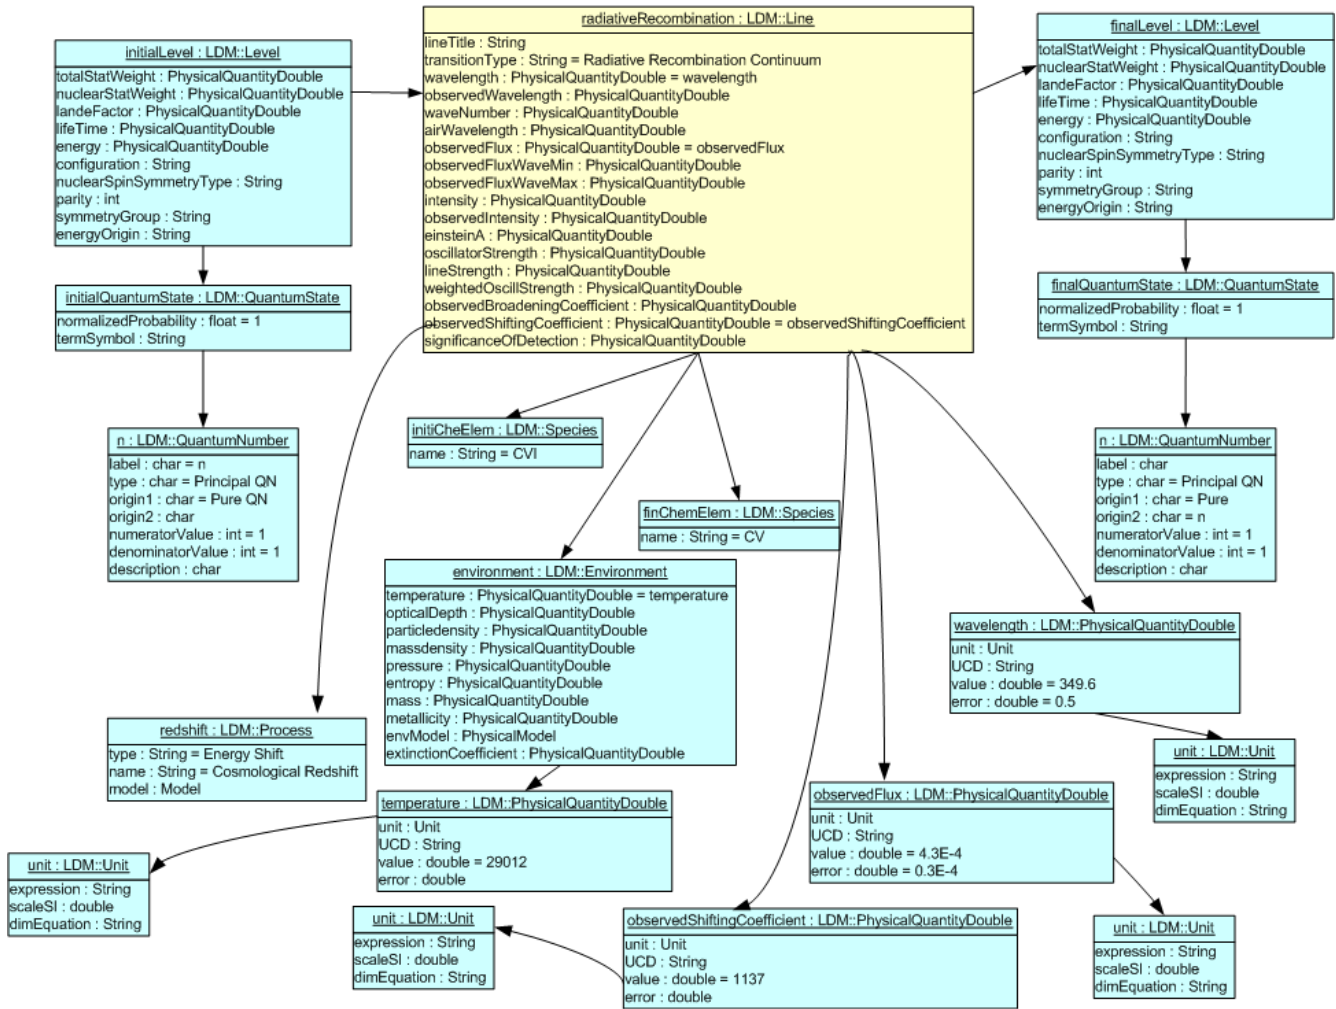 initialLevel : LDM::Level
totalStatWeight : PhysicalQuantityDouble
nuclearStatWeight : PhysicalQuantityDouble
landeFactor : PhysicalQuantityDouble
lifeTime : PhysicalQuantityDouble
energy : PhysicalQuantityDouble
configuration : String
nuclearSpinSymmetryType : String
parity : int
symmetryGroup : String
energyOrigin : String
radiativeRecombination : LDM::Line
lineTitle : String
transitionType : String = Radiative Recombination Continuum
wavelength : PhysicalQuantityDouble = wavelength
observedWavelength : PhysicalQuantityDouble
waveNumber : PhysicalQuantityDouble
airWavelength : PhysicalQuantityDouble
observedFlux : PhysicalQuantityDouble = observedFlux
observedFluxWaveMin : PhysicalQuantityDouble
observedFluxWaveMax : PhysicalQuantityDouble
intensity : PhysicalQuantityDouble
observedIntensity : PhysicalQuantityDouble
einsteinA : PhysicalQuantityDouble
oscillatorStrength : PhysicalQuantityDouble
lineStrength : PhysicalQuantityDouble
weightedOscillStrength : PhysicalQuantityDouble
observedBroadeningCoefficient : PhysicalQuantityDouble
observedShiftingCoefficient : PhysicalQuantityDouble = observedShiftingCoefficient
significanceOfDetection : PhysicalQuantityDouble
finalLevel : LDM::Level
totalStatWeight : PhysicalQuantityDouble
nuclearStatWeight : PhysicalQuantityDouble
landeFactor : PhysicalQuantityDouble
lifeTime : PhysicalQuantityDouble
energy : PhysicalQuantityDouble
configuration : String
nuclearSpinSymmetryType : String
parity : int
symmetryGroup : String
energyOrigin : String
initialQuantumState : LDM::QuantumState
normalizedProbability : float = 1
termSymbol : String
finalQuantumState : LDM::QuantumState
normalizedProbability : float = 1
termSymbol : String
n : LDM::QuantumNumber
label : char = n
type : char = Principal QN
origin1 : char = Pure QN
origin2 : char
numeratorValue : int = 1
denominatorValue : int = 1
description : char
initiCheElem : LDM::Species
name : String = CVI
finChemElem : LDM::Species
name : String = CV
n : LDM::QuantumNumber
label : char
type : char = Principal QN
origin1 : char = Pure
origin2 : char = n
numeratorValue : int = 1
denominatorValue : int = 1
description : char
environment : LDM::Environment
temperature : PhysicalQuantityDouble = temperature
opticalDepth : PhysicalQuantityDouble
particledensity : PhysicalQuantityDouble
massdensity : PhysicalQuantityDouble
pressure : PhysicalQuantityDouble
entropy : PhysicalQuantityDouble
mass : PhysicalQuantityDouble
metallicity : PhysicalQuantityDouble
envModel : PhysicalModel
extinctionCoefficient : PhysicalQuantityDouble
wavelength : LDM::PhysicalQuantityDouble
unit : Unit
UCD : String
value : double = 349.6
error : double = 0.5
redshift : LDM::Process
type : String = Energy Shift
name : String = Cosmological Redshift
model : Model
unit : LDM::Unit
expression : String
scaleSI : double
dimEquation : String
temperature : LDM::PhysicalQuantityDouble
unit : Unit
UCD : String
value : double = 29012
error : double
observedFlux : LDM::PhysicalQuantityDouble
unit : Unit
UCD : String
value : double = 4.3E-4
error : double = 0.3E-4
unit : LDM::Unit
expression : String
scaleSI : double
dimEquation : String
unit : LDM::Unit
expression : String
scaleSI : double
dimEquation : String
observedShiftingCoefficient : LDM::PhysicalQuantityDouble
unit : Unit
UCD : String
value : double = 1137
error : double
unit : LDM::Unit
expression : String
scaleSI : double
dimEquation : String